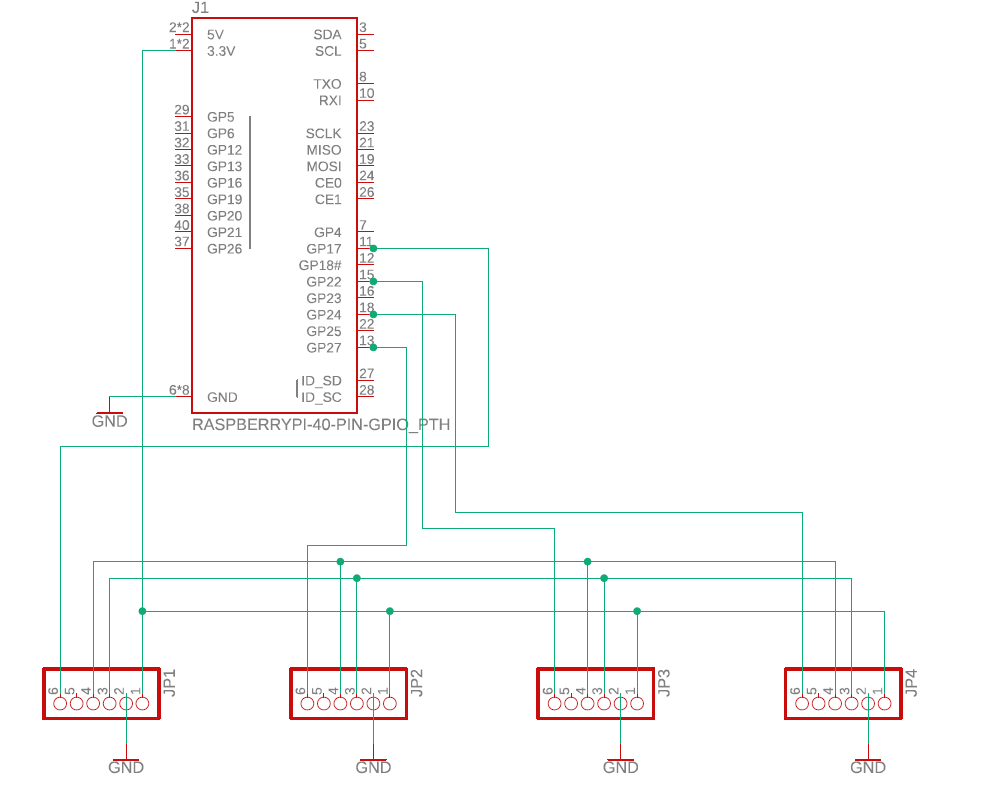 J1
2*2 5V SDA 3
1*2 3.3V SCL 5
TXO 8
RXI 10
29 GP5
31 GP6 SCLK 23
32 GP12 MISO 21
33 GP13 MOSI 19
36 GP16 CE0 24
35 GP19 CE1 26
38 GP20
40 GP21 GP4 7
37 GP26 GP17 11
GP18# 12
GP22 15
GP23 16
GP24 18
GP25 22
GP27 13
ID_SD 27
6*8 GND ID_SC 28
GND
RASPBERRYPI-40-PIN-GPIO_PTH
6 5 4 3 2 1 JP1
6 5 4 3 2 1 JP2
6 5 4 3 2 1 JP3
6 5 4 3 2 1 JP4
GND GND GND GND